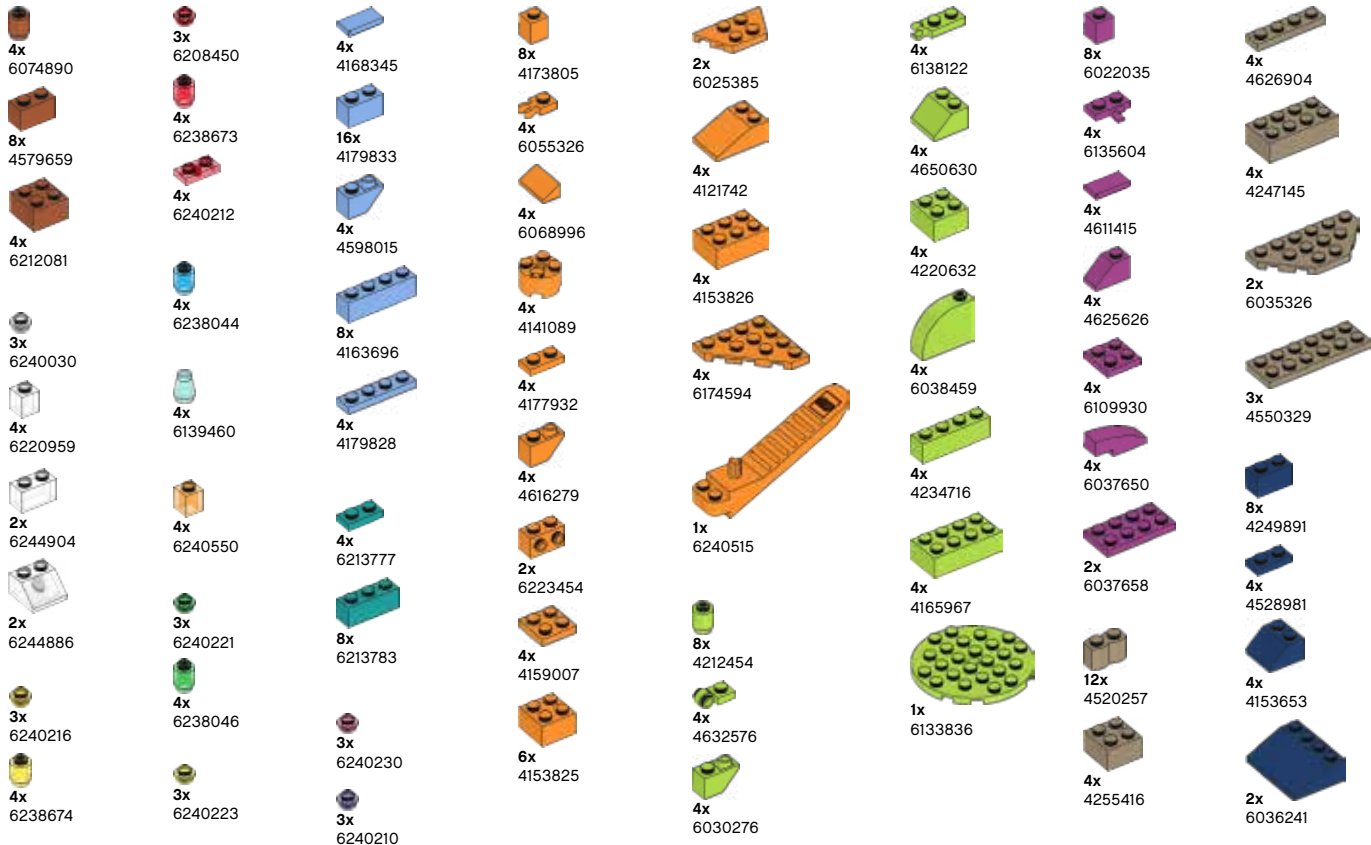 4x
6074890
8x
4579659
4x
6212081
3x
6240030
4x
6220959
2x
6244904
2x
6244886
3x
6240216
4x
6238674
3x
6208450
4x
6238673
4x
6240212
4x
6238044
4x
6139460
4x
6240550
3x
6240221
4x
6238046
3x
6240223
4x
4168345
16x
4179833
4x
4598015
8x
4163696
4x
4179828
4x
6213777
8x
6213783
3x
6240230
3x
6240210
8x
4173805
4x
6055326
4x
6068996
4x
4141089
4x
4177932
4x
4616279
2x
6223454
4x
4159007
6x
4153825
2x
6025385
4x
4121742
4x
4153826
4x
6174594
1x
6240515
8x
4212454
4x
4632576
4x
6030276
4x
6138122
4x
4650630
4x
4220632
4x
6038459
4x
4234716
4x
4165967
1x
6133836
8x
6022035
4x
6135604
4x
4611415
4x
4625626
4x
6109930
4x
6037650
2x
6037658
12x
4520257
4x
4255416
4x
4626904
4x
4247145
2x
6035326
3x
4550329
8x
4249891
4x
4528981
4x
4153653
2x
6036241